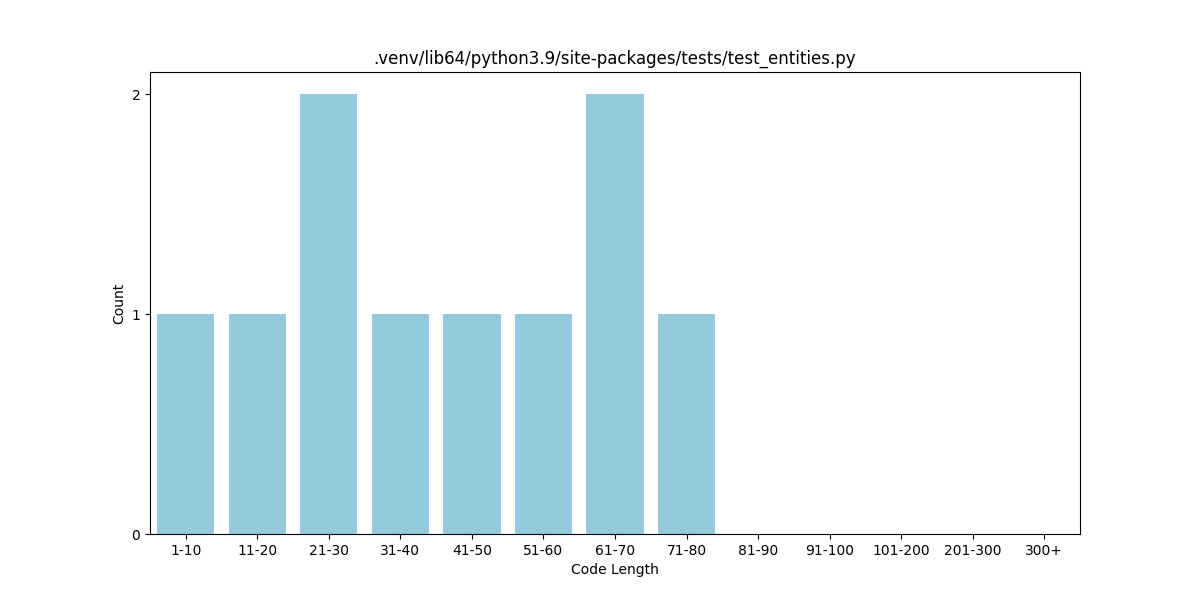 .venv/lib64/python3.9/site-packages/tests/test_entities.py
2
1
0
Count
1-10 11-20 21-30 31-40 41-50 51-60 61-70 71-80 81-90 91-100 101-200 201-300 300+
Code Length